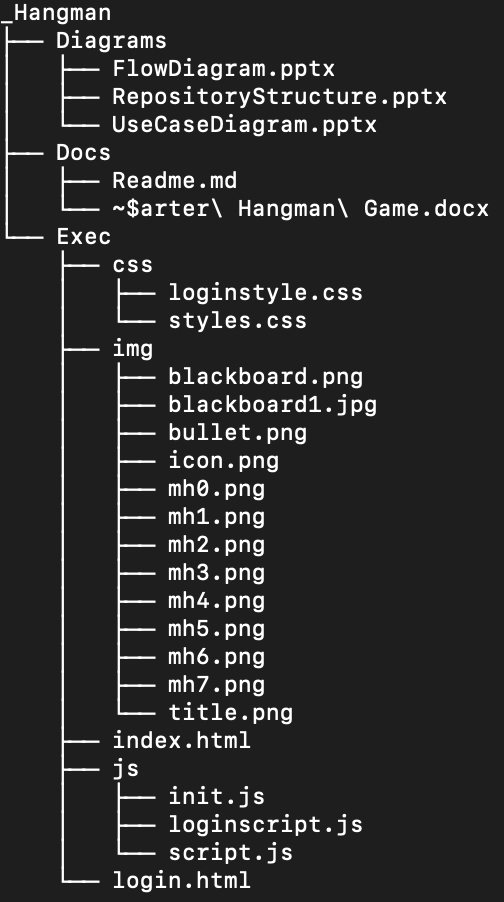 _Hangman
├── Diagrams
│   ├── FlowDiagram.pptx
│   ├── RepositoryStructure.pptx
│   └── UseCaseDiagram.pptx
├── Docs
│   ├── Readme.md
│   └── ~$arter\ Hangman\ Game.docx
└── Exec
    ├── css
    │   ├── loginstyle.css
    │   └── styles.css
    ├── img
    │   ├── blackboard.png
    │   ├── blackboard1.jpg
    │   ├── bullet.png
    │   ├── icon.png
    │   ├── mh0.png
    │   ├── mh1.png
    │   ├── mh2.png
    │   ├── mh3.png
    │   ├── mh4.png
    │   ├── mh5.png
    │   ├── mh6.png
    │   ├── mh7.png
    │   └── title.png
    ├── index.html
    ├── js
    │   ├── init.js
    │   ├── loginscript.js
    │   └── script.js
    └── login.html